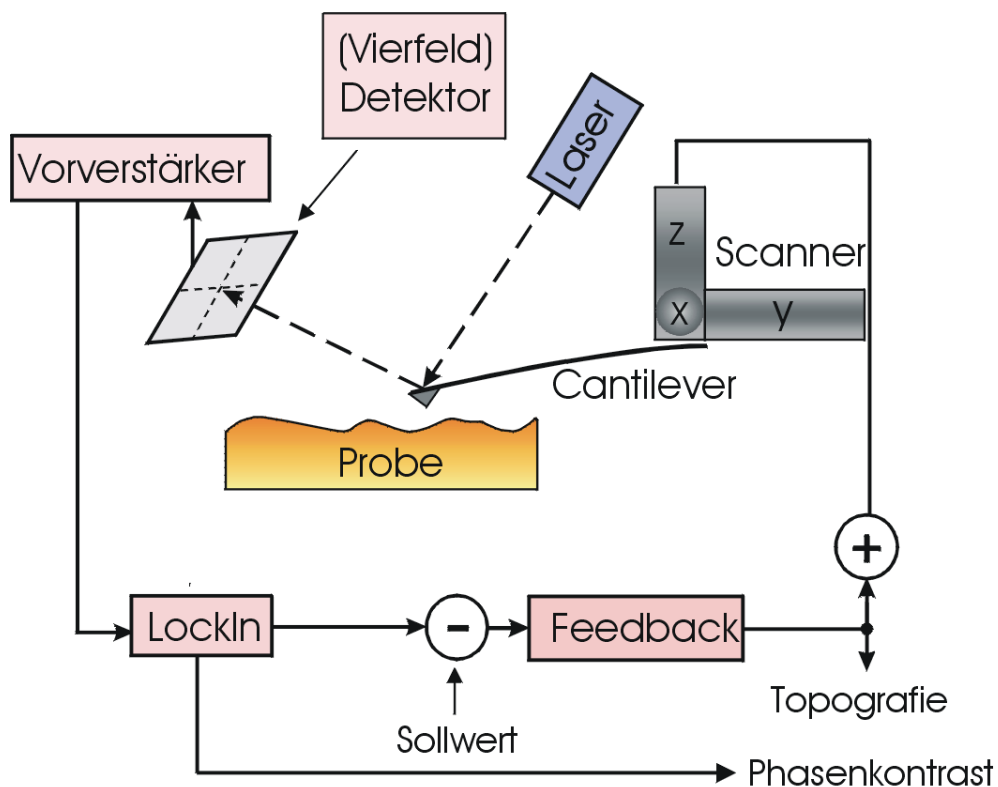 (Vierfeld)
Detektor
Laser
Vorverstärker
z
Scanner
x
y
Cantilever
Probe
+
LockIn
-
Feedback
Topografie
Sollwert
Phasenkontrast